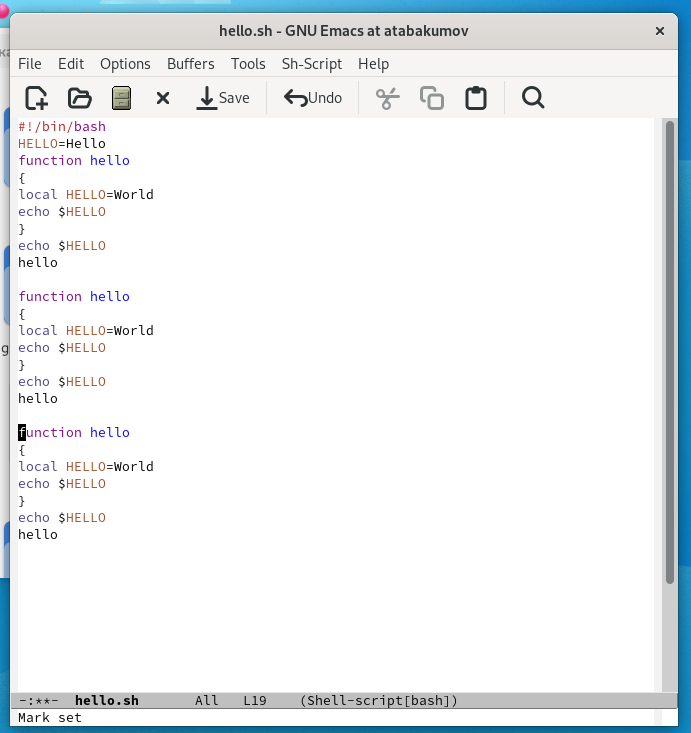 hello.sh - GNU Emacs at atabakumov ×
File Edit Options Buffers Tools Sh-Script Help
Save Undo
#!/bin/bash
HELLO=Hello
function hello
{
local HELLO=World
echo $HELLO
}
echo $HELLO
hello
function hello
{
local HELLO=World
echo $HELLO
}
echo $HELLO
hello
function hello
{
local HELLO=World
echo $HELLO
}
echo $HELLO
hello
-:**- hello.sh All L19 (Shell-script[bash])
Mark set